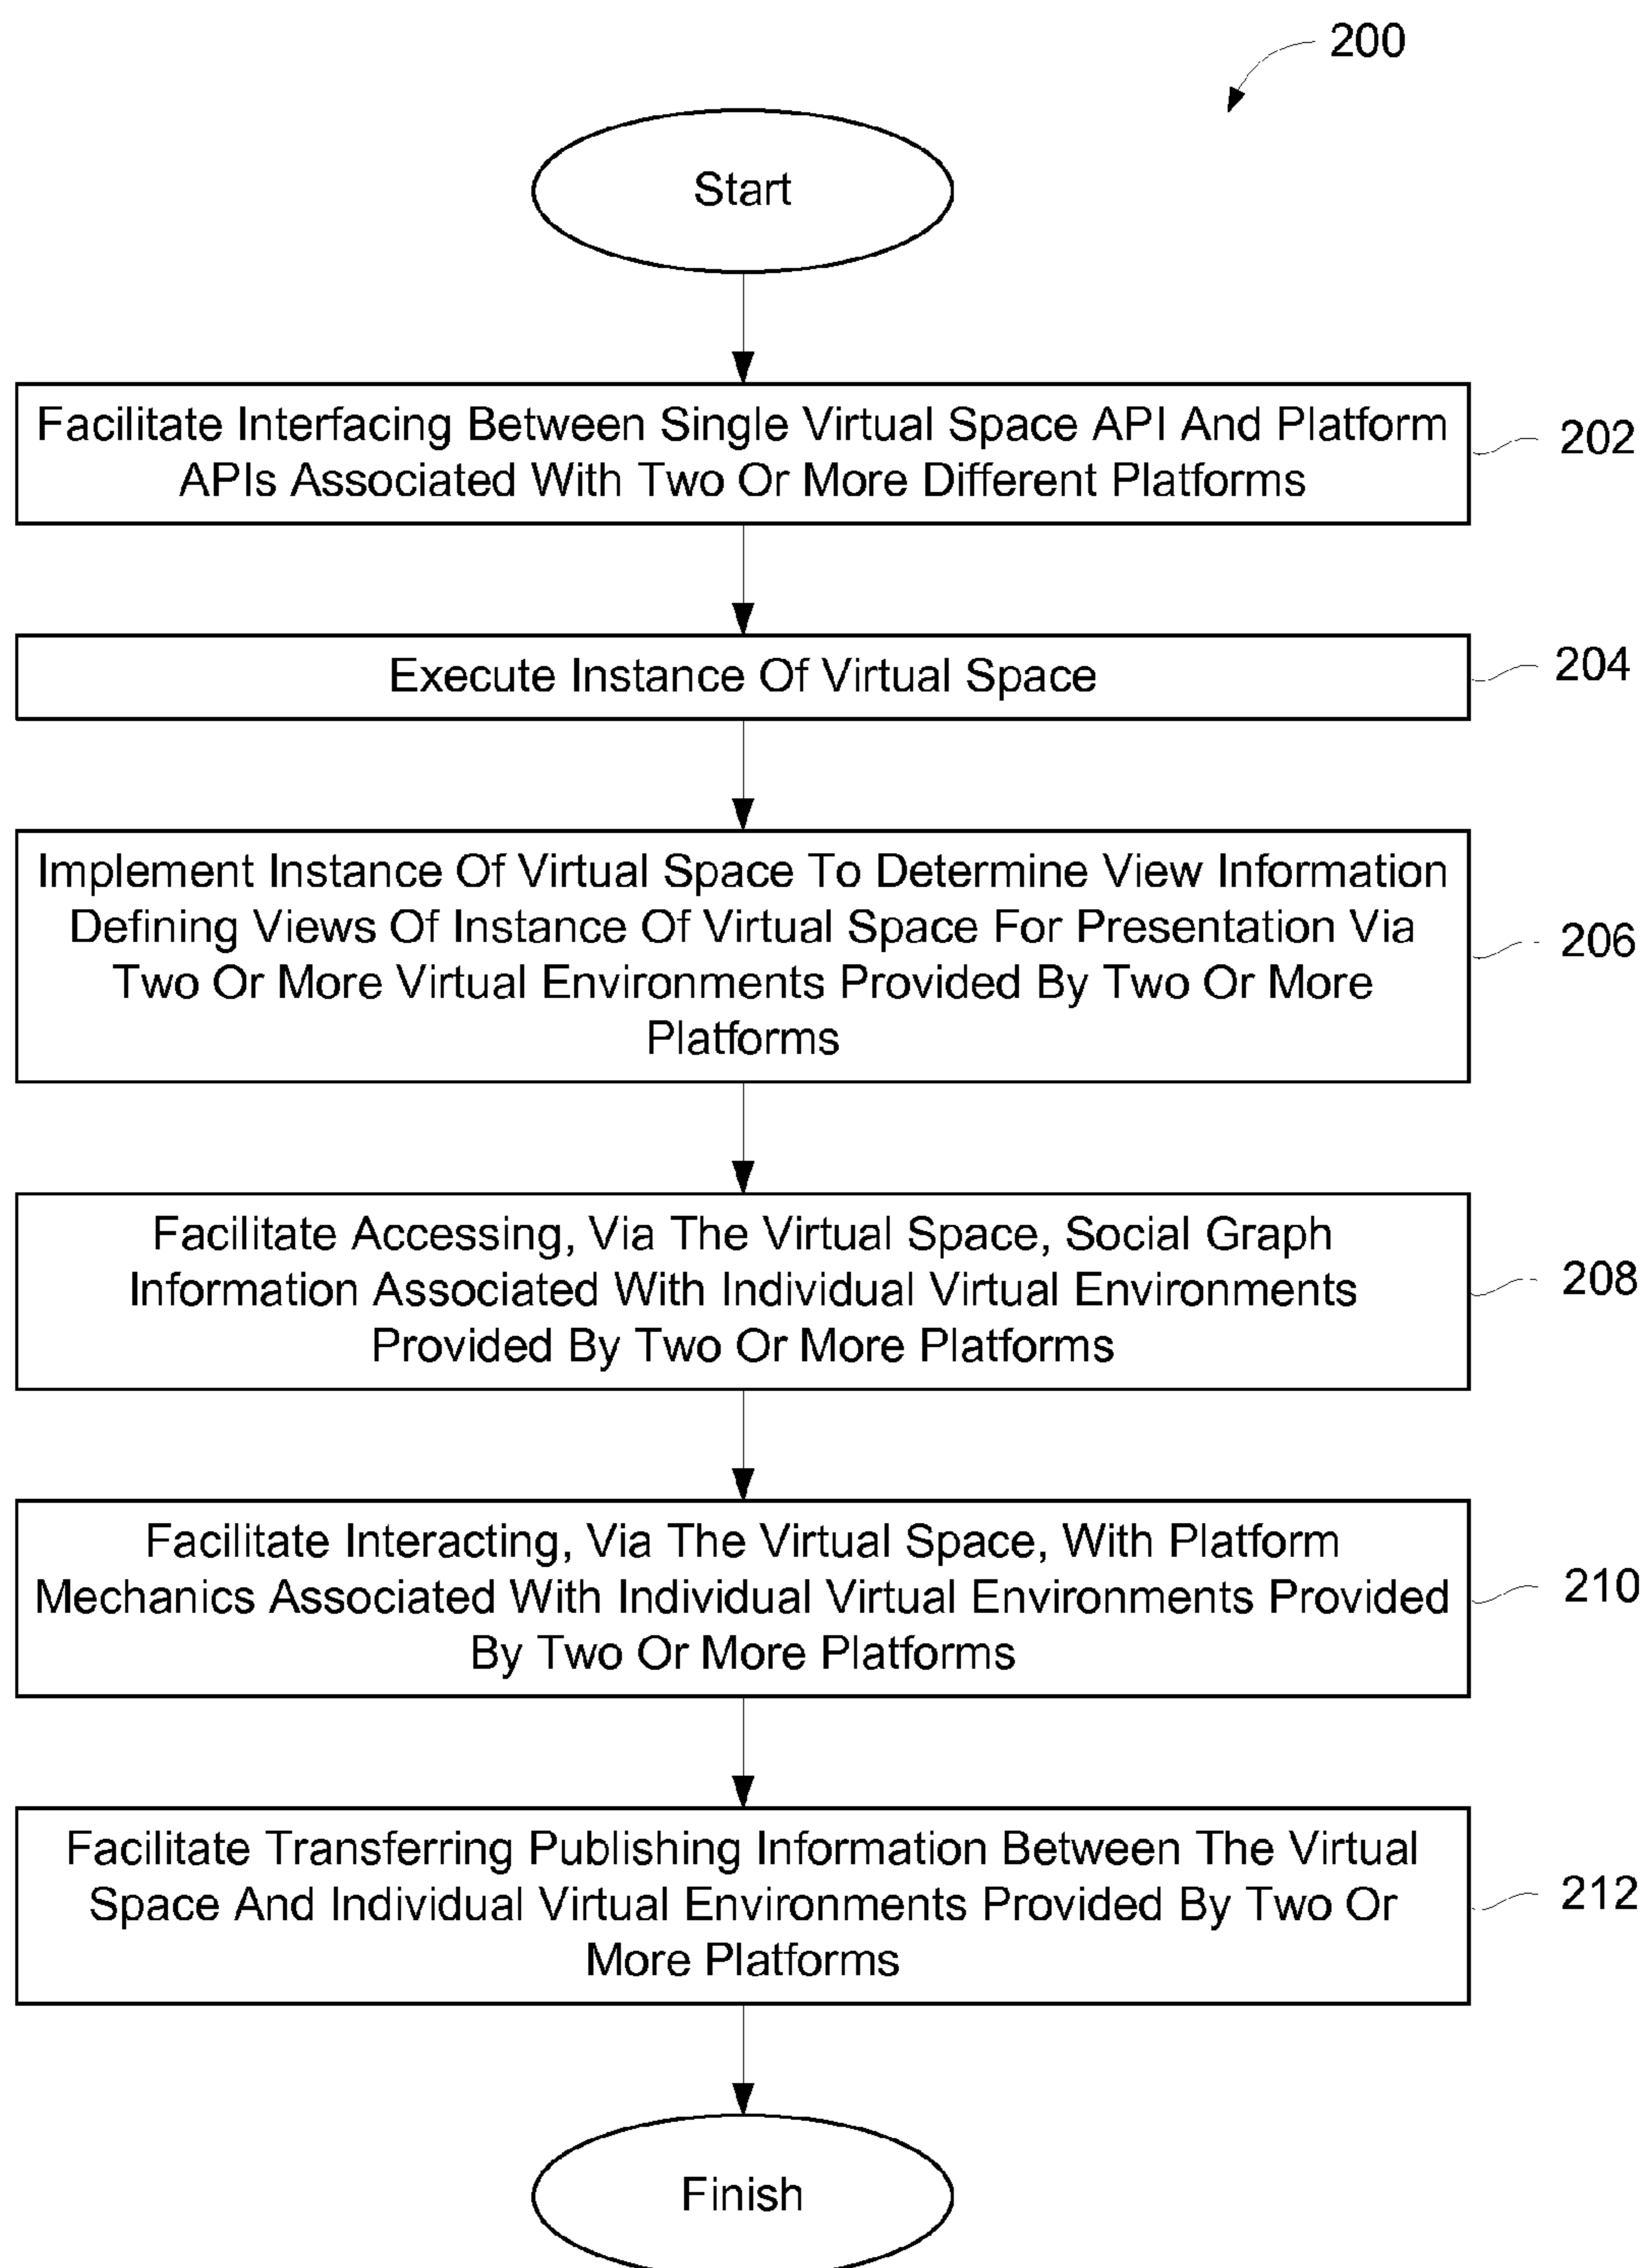 200
Start
Facilitate Interfacing Between Single Virtual Space API And Platform
APIs Associated With Two Or More Different Platforms
202
Execute Instance Of Virtual Space
204
Implement Instance Of Virtual Space To Determine View Information
Defining Views Of Instance Of Virtual Space For Presentation Via
Two Or More Virtual Environments Provided By Two Or More
Platforms
206
Facilitate Accessing, Via The Virtual Space, Social Graph
Information Associated With Individual Virtual Environments
Provided By Two Or More Platforms
208
Facilitate Interacting, Via The Virtual Space, With Platform
Mechanics Associated With Individual Virtual Environments Provided
By Two Or More Platforms
210
Facilitate Transferring Publishing Information Between The Virtual
Space And Individual Virtual Environments Provided By Two Or
More Platforms
212
Finish